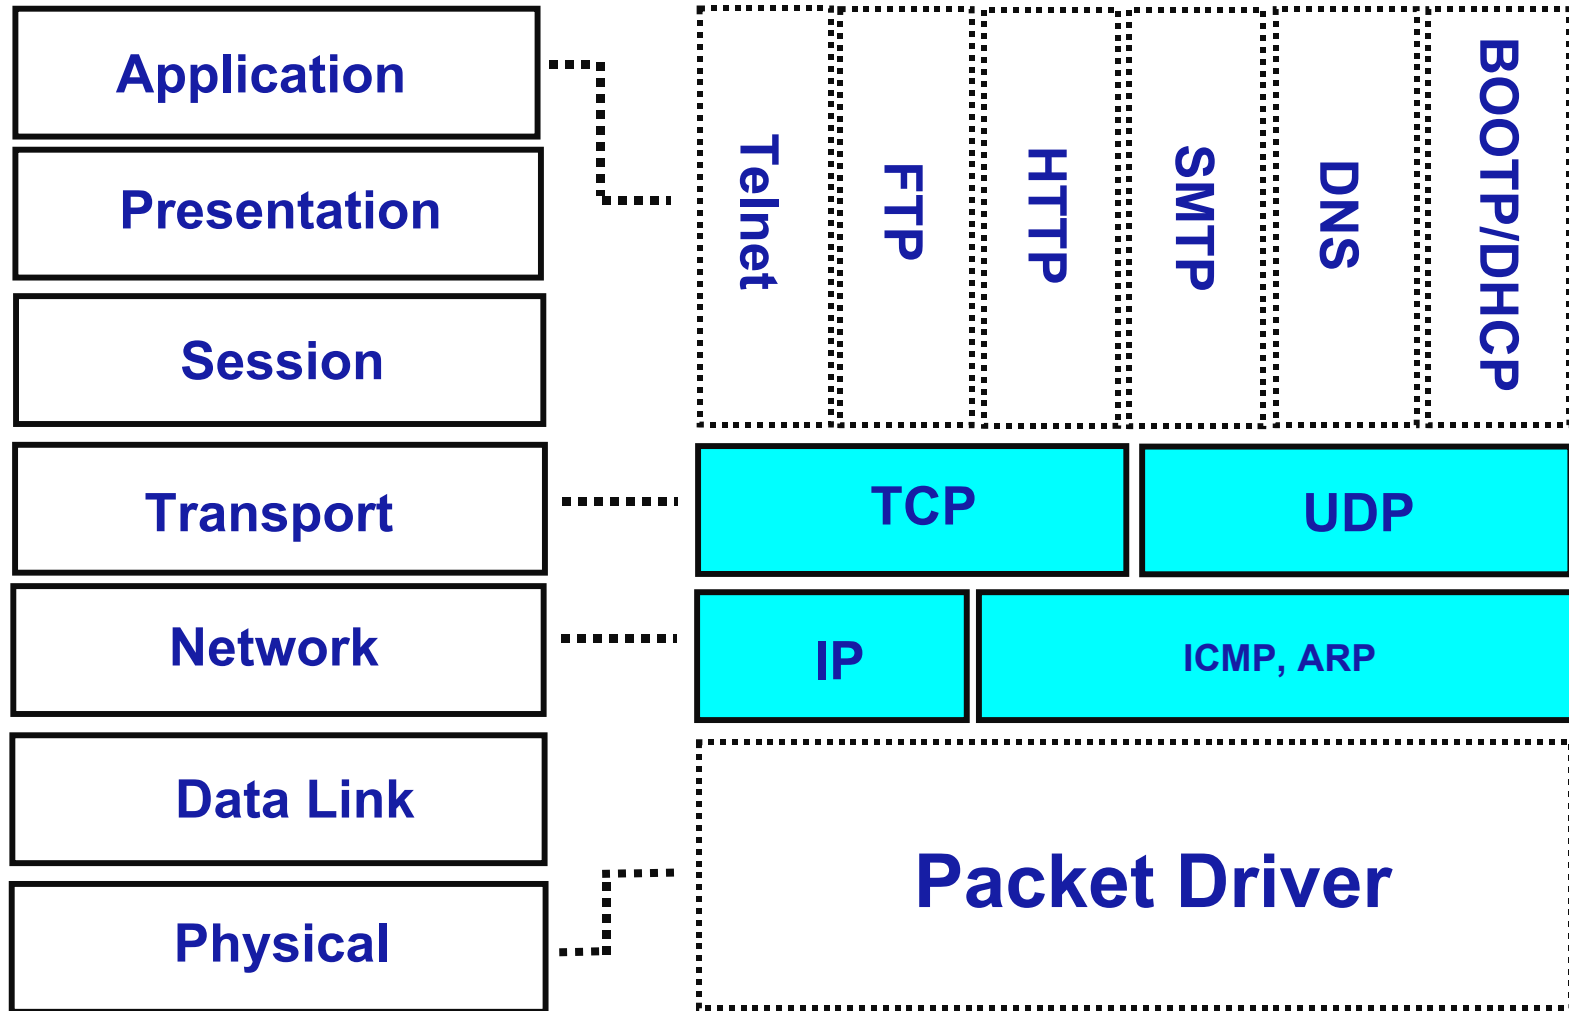 Application
Presentation
Session
Transport
Network
Data Link
Physical
Telnet
FTP
HTTP
SMTP
DNS
BOOTP/DHCP
TCP
UDP
IP
ICMP, ARP
Packet Driver